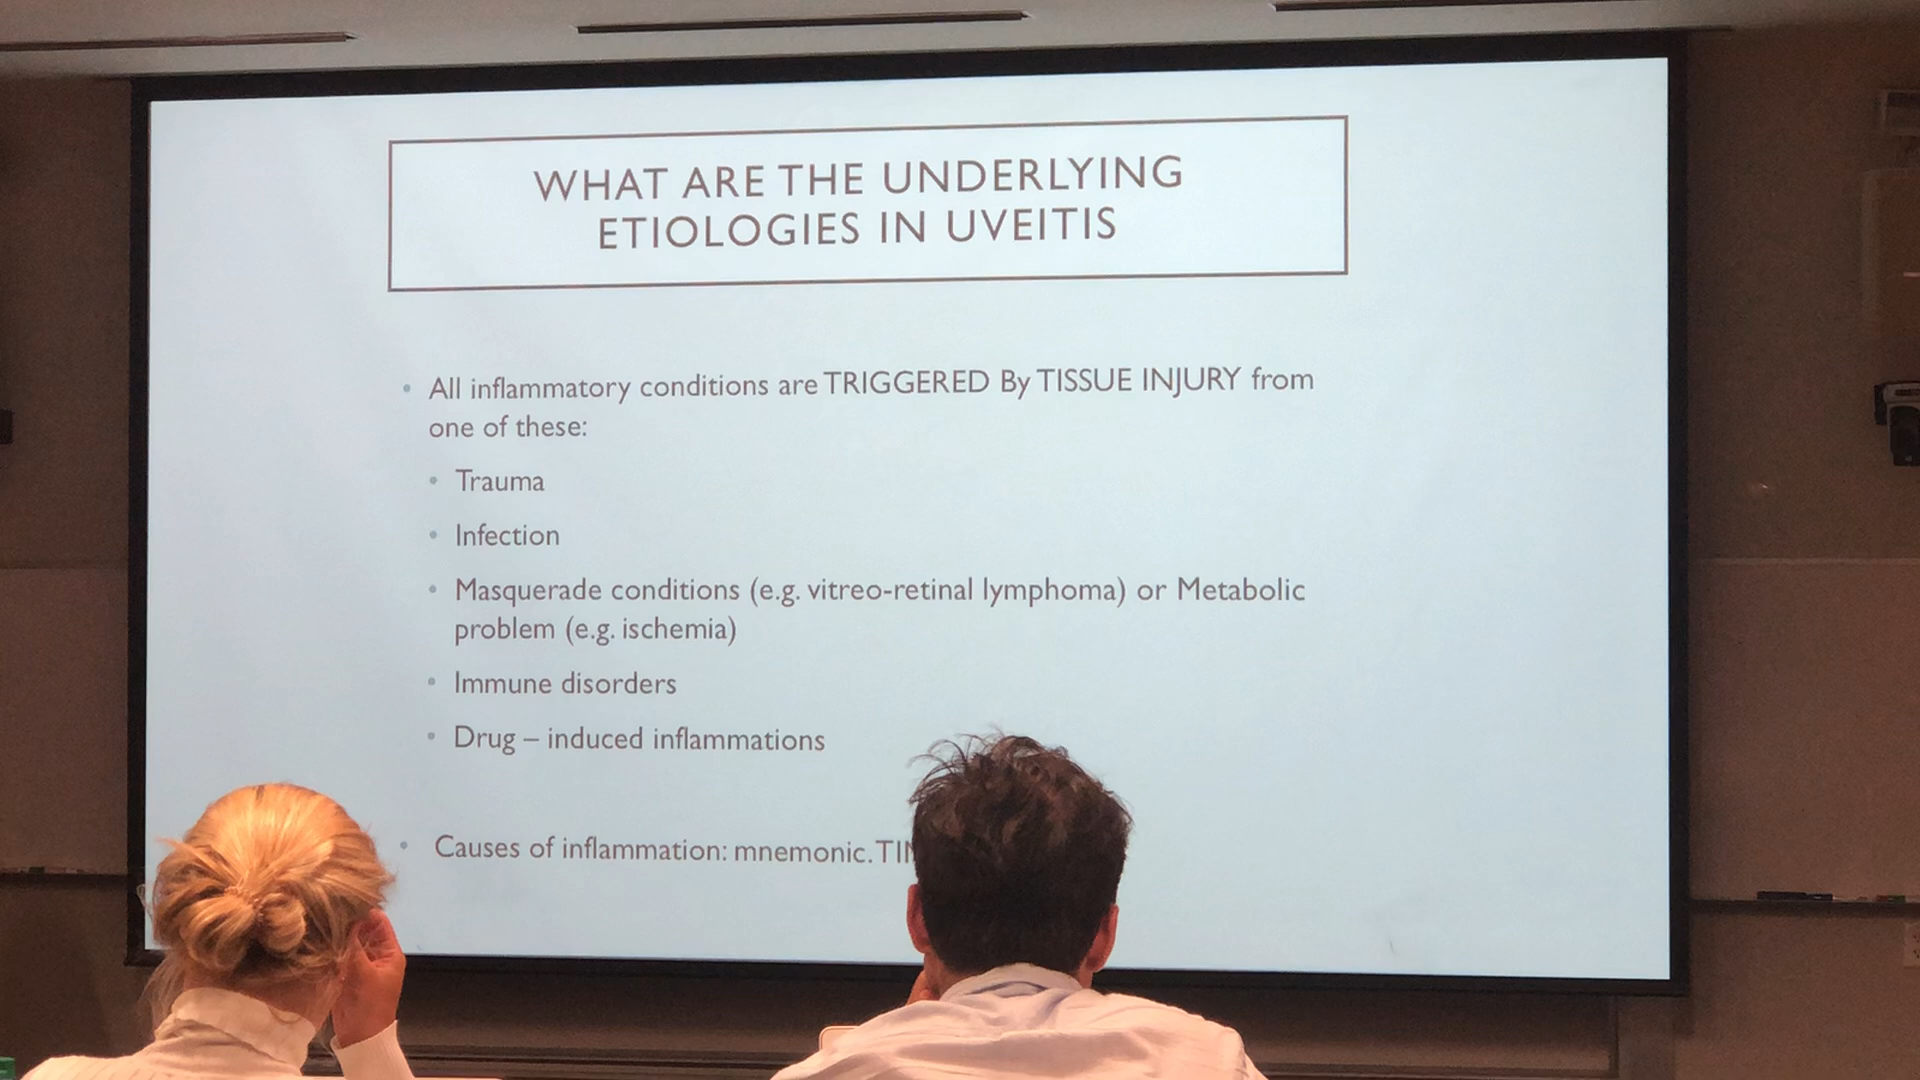 WHAT ARE THE UNDERLYING
ETIOLOGIES IN UVEITIS
• All inflammatory conditions are TRIGGERED By TISSUE INJURY from
one of these:
• Trauma
• Infection
• Masquerade conditions (e.g. vitreo-retinal lymphoma) or Metabolic
problem (e.g. ischemia)
• Immune disorders
• Drug – induced inflammations
• Causes of inflammation: mnemonic.